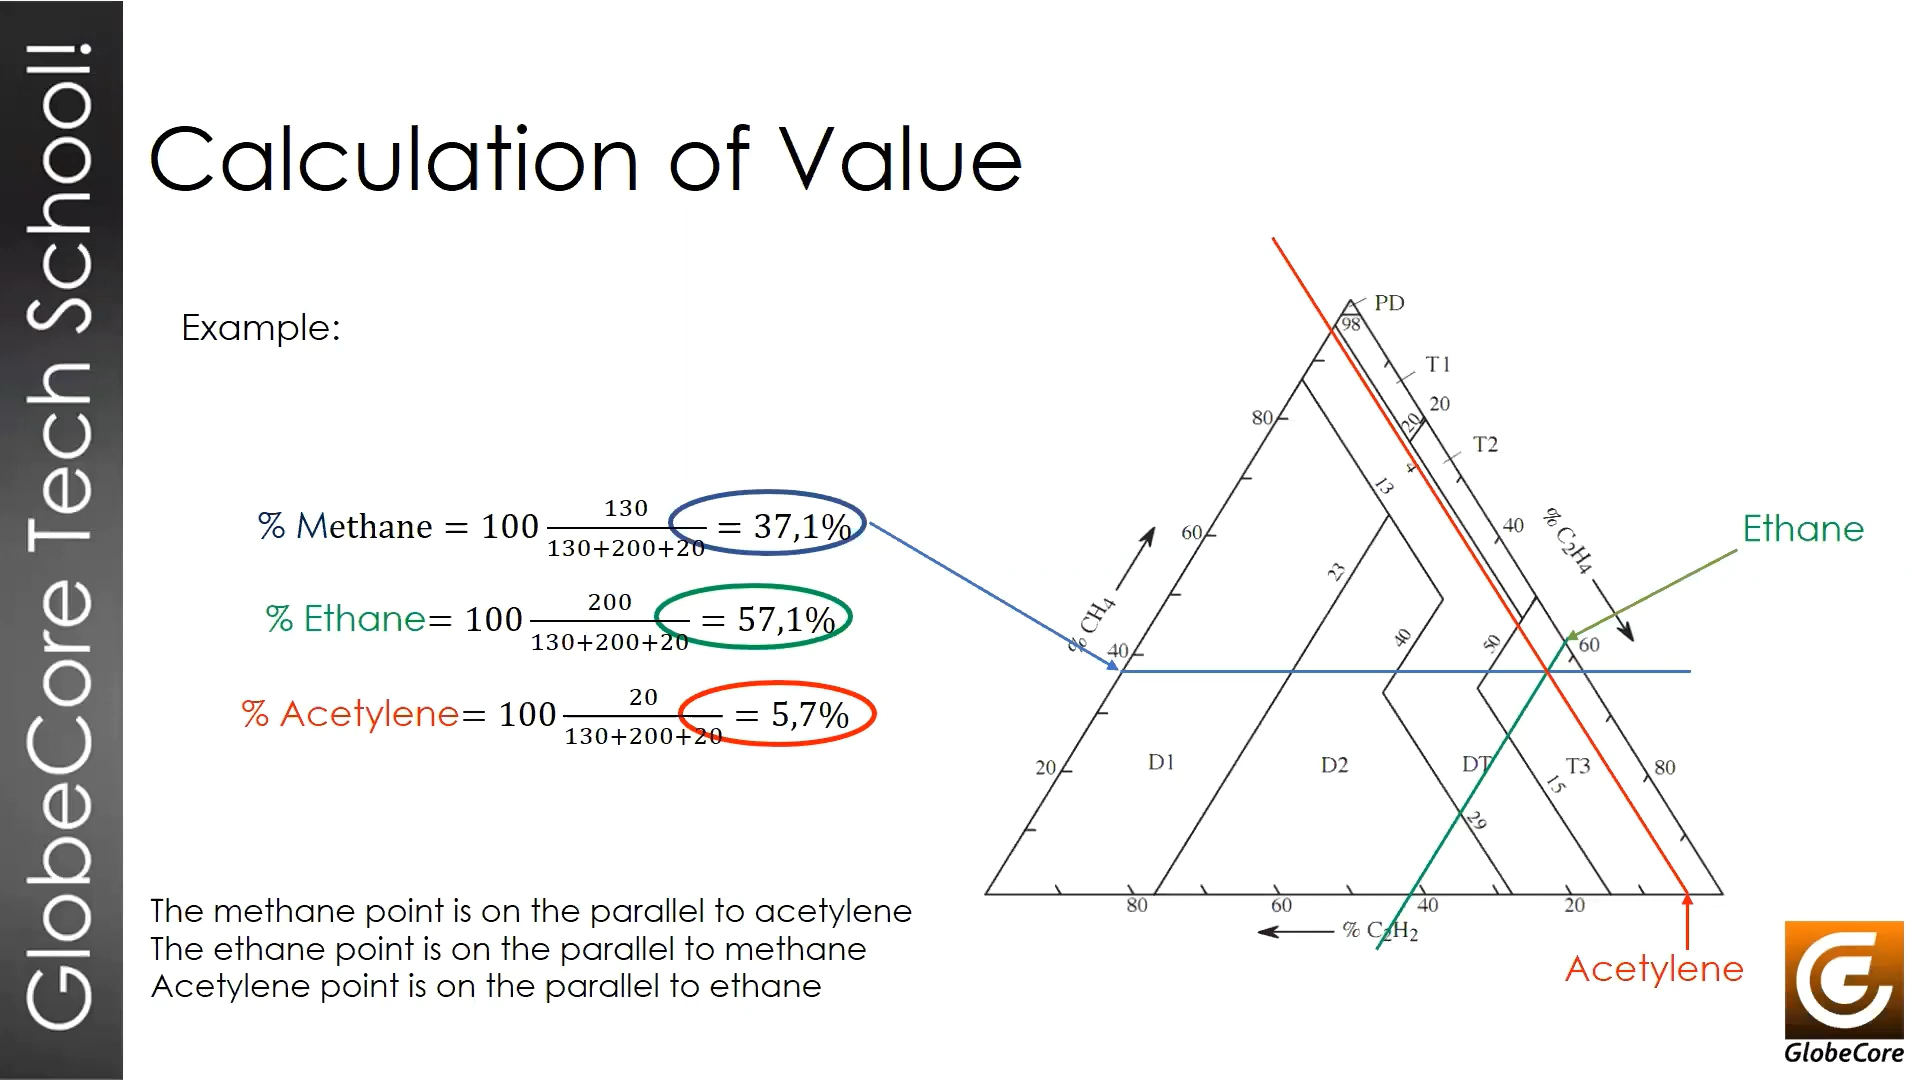 GlobeCore Tech School!
Calculation of Value
Example:
% Methane = 100 130/130+200+20 = 37,1%
% Ethane= 100 200/130+200+20 = 57,1%
% Acetylene= 100 20/130+200+20 = 5,7%
The methane point is on the parallel to acetylene
The ethane point is on the parallel to methane
Acetylene point is on the parallel to ethane
PD
98
T1
80
20
20
T2
4
13
60
40
% C₂H₄
Ethane
23
% CH₄
40
40
50
60
20
D1
D2
DT
T3
80
15
29
80
60
40
20
% C₂H₂
Acetylene
GlobeCore